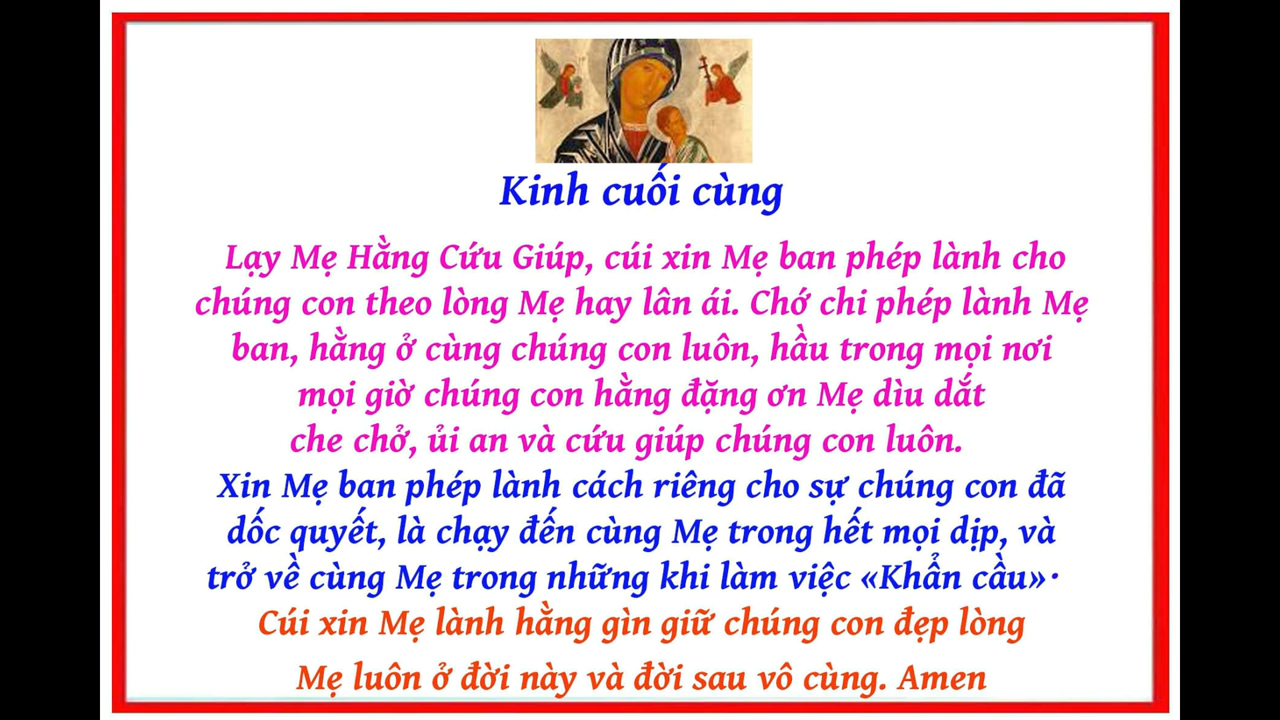 Kinh cuối cùng
Lạy Mẹ Hằng Cứu Giúp, cúi xin Mẹ ban phép lành cho
chúng con theo lòng Mẹ hay lân ái. Chớ chi phép lành Mẹ
ban, hằng ở cùng chúng con luôn, hầu trong mọi nơi
mọi giờ chúng con hằng đặng ơn Mẹ dìu dắt
che chở, ủi an và cứu giúp chúng con luôn.
Xin Mẹ ban phép lành cách riêng cho sự chúng con đã
dốc quyết, là chạy đến cùng Mẹ trong hết mọi dịp, và
trở về cùng Mẹ trong những khi làm việc «Khẩn cầu»·
Cúi xin Mẹ lành hằng gìn giữ chúng con đẹp lòng
Mẹ luôn ở đời này và đời sau vô cùng. Amen